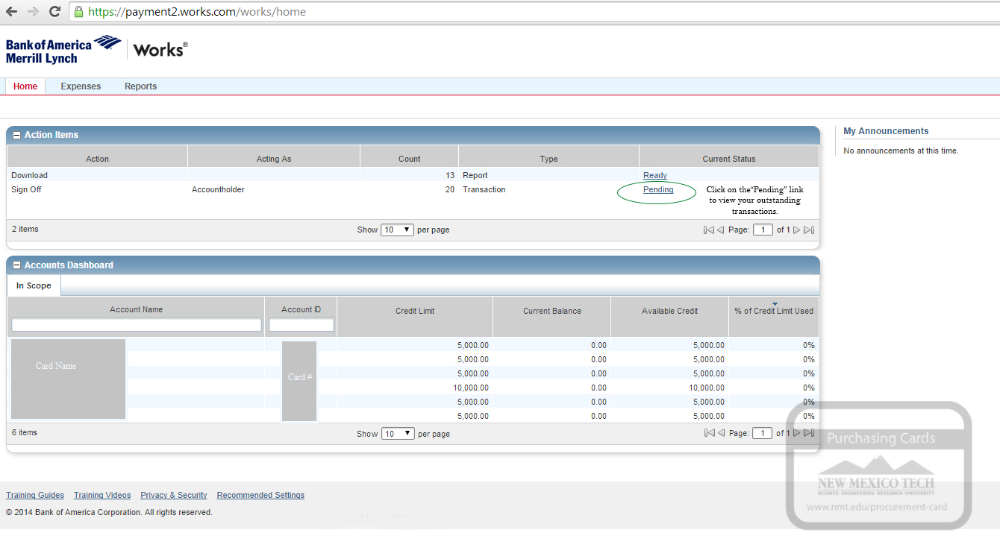 https://payment2.works.com/works/home
Bank of America
Merrill Lynch
Works®
Home Expenses Reports
Action Items
Action Acting As Count Type Current Status
Download 13 Report Ready
Sign Off Accountholder 20 Transaction Pending
Click on the“Pending” link
to view your outstanding
transactions.
2 items Show 10 per page Page: 1 of 1
My Announcements
No announcements at this time.
Accounts Dashboard
In Scope
Account Name Account ID Credit Limit Current Balance Available Credit % of Credit Limit Used
Card Name
Card #
5,000.00 0.00 5,000.00 0%
5,000.00 0.00 5,000.00 0%
5,000.00 0.00 5,000.00 0%
10,000.00 0.00 10,000.00 0%
5,000.00 0.00 5,000.00 0%
5,000.00 0.00 5,000.00 0%
6 items Show 10 per page Page: 1 of 1
Purchasing Cards
NEW MEXICO TECH
SCIENCE•ENGINEERING•RESEARCH•UNIVERSITY
www.nmt.edu/procurement-card
Training Guides Training Videos Privacy & Security Recommended Settings
© 2014 Bank of America Corporation. All rights reserved.